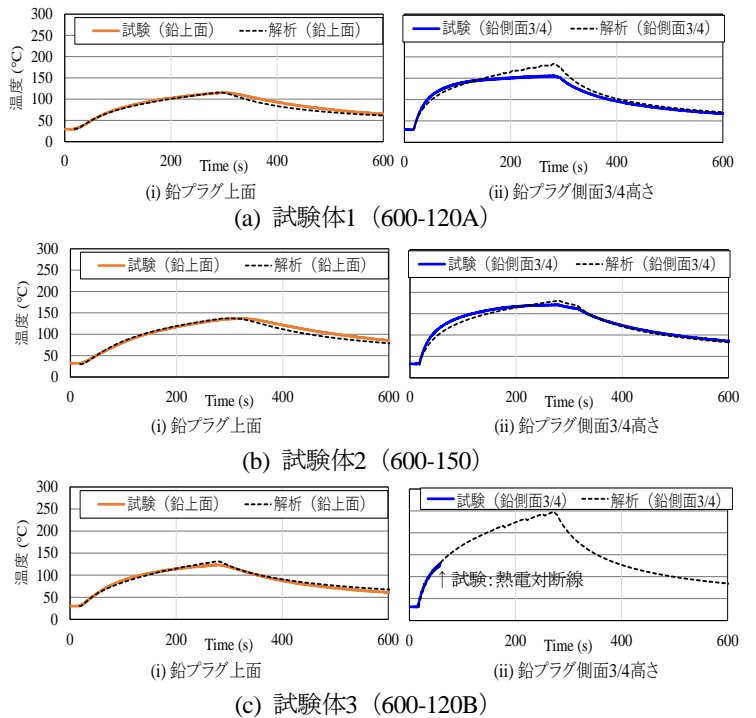 300
250
200
150
100
50
0
温度 (°C)
試験（鉛上面） 解析（鉛上面）
0 200 400 600
Time (s)
(i) 鉛プラグ上面
試験（鉛側面3/4） 解析（鉛側面3/4）
0 200 400 600
Time (s)
(ii) 鉛プラグ側面3/4高さ
(a) 試験体1（600-120A）
300
250
200
150
100
50
0
温度 (°C)
試験（鉛上面） 解析（鉛上面）
0 200 400 600
Time (s)
(i) 鉛プラグ上面
試験（鉛側面3/4） 解析（鉛側面3/4）
0 200 400 600
Time (s)
(ii) 鉛プラグ側面3/4高さ
(b) 試験体2（600-150）
300
250
200
150
100
50
0
温度 (°C)
試験（鉛上面） 解析（鉛上面）
0 200 400 600
Time (s)
(i) 鉛プラグ上面
試験（鉛側面3/4） 解析（鉛側面3/4）
↑試験:熱電対断線
0 200 400 600
Time (s)
(ii) 鉛プラグ側面3/4高さ
(c) 試験体3（600-120B）